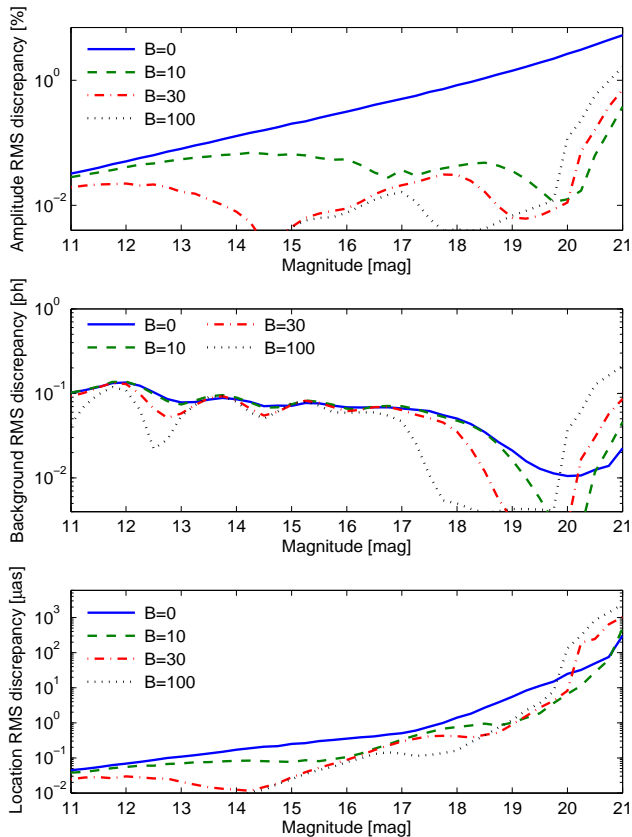 Amplitude RMS discrepancy [%]
10^0
10^-2
B=0
B=10
B=30
B=100
11 12 13 14 15 16 17 18 19 20 21
Magnitude [mag]
Background RMS discrepancy [ph]
10^0
10^-1
10^-2
B=0 B=30
B=10 B=100
11 12 13 14 15 16 17 18 19 20 21
Magnitude [mag]
Location RMS discrepancy [µas]
10^3
10^2
10^1
10^0
10^-1
10^-2
B=0
B=10
B=30
B=100
11 12 13 14 15 16 17 18 19 20 21
Magnitude [mag]